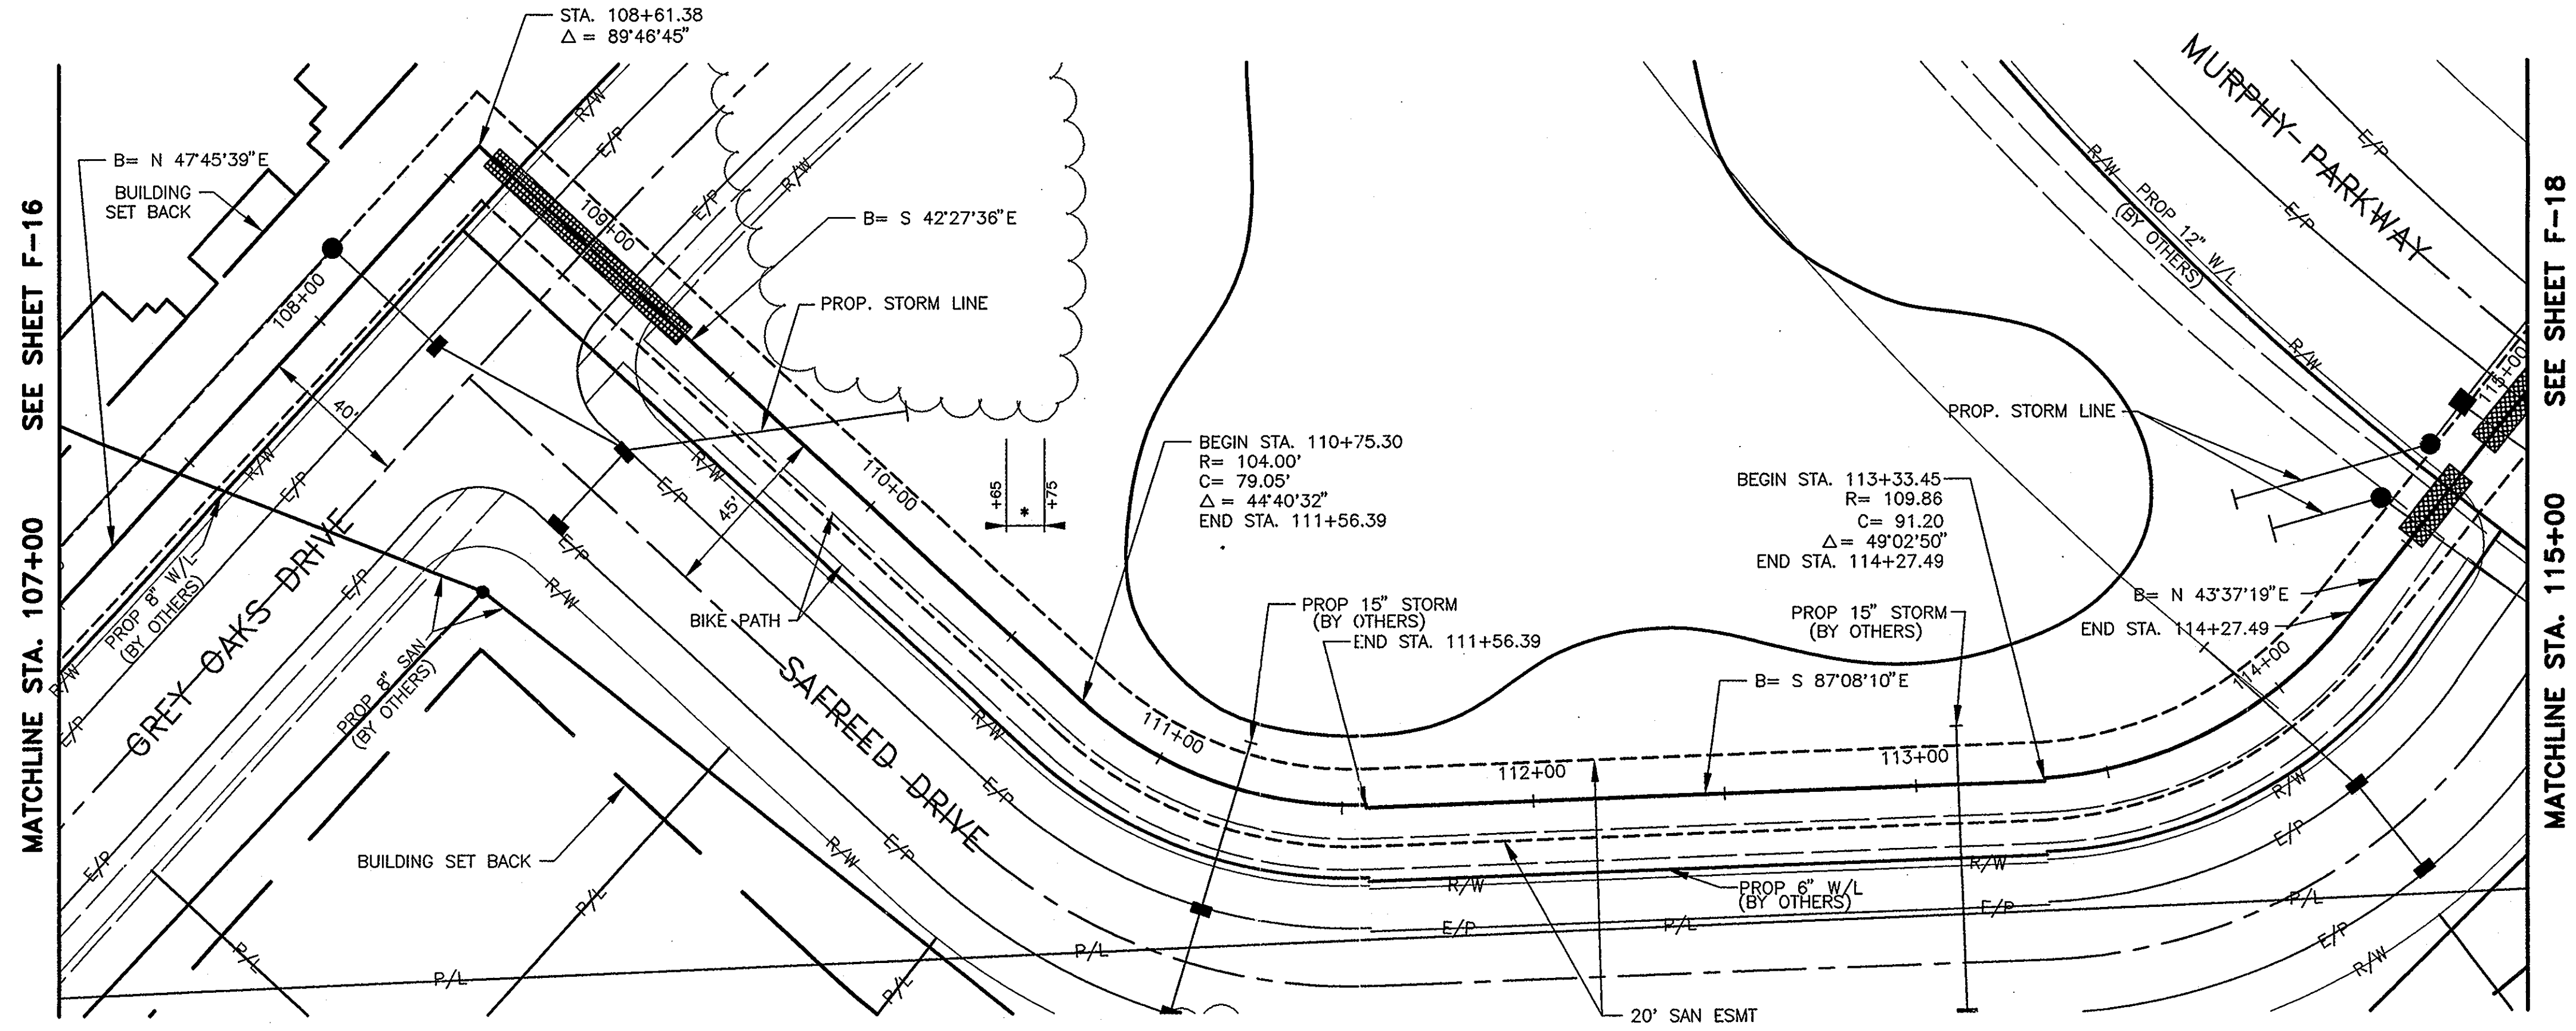 STA. 108+61.38
Δ = 89°46'45"
B= N 47°45'39"E
BUILDING
SET BACK
SEE SHEET F-16
MATCHLINE STA. 107+00
108+00
109+00
B= S 42°27'36"E
PROP. STORM LINE
40'
45'
110+00
+65
*
+75
BEGIN STA. 110+75.30
R= 104.00'
C= 79.05'
Δ = 44°40'32"
END STA. 111+56.39
BIKE PATH
PROP 8" W/L
(BY OTHERS)
PROP 8" SAN
(BY OTHERS)
GREY OAKS DRIVE
SAFREED DRIVE
BUILDING SET BACK
111+00
PROP 15" STORM
(BY OTHERS)
END STA. 111+56.39
112+00
B= S 87°08'10"E
113+00
PROP 6" W/L
(BY OTHERS)
20' SAN ESMT
BEGIN STA. 113+33.45
R= 109.86
C= 91.20
Δ= 49°02'50"
END STA. 114+27.49
PROP 15" STORM
(BY OTHERS)
B= N 43°37'19"E
END STA. 114+27.49
114+00
PROP. STORM LINE
115+00
PROP 12" W/L
(BY OTHERS)
MURPHY PARKWAY
SEE SHEET F-18
MATCHLINE STA. 115+00
R/W
E/P
E/P
R/W
R/W
E/P
R/W
E/P
E/P
R/W
E/P
R/W
E/P
E/P
R/W
R/W
E/P
E/P
R/W
P/L
P/L
P/L
P/L
P/L
R/W
E/P
P/L
R/W
E/P
P/L
R/W
E/P
E/P
R/W
R/W
R/W
E/P
E/P